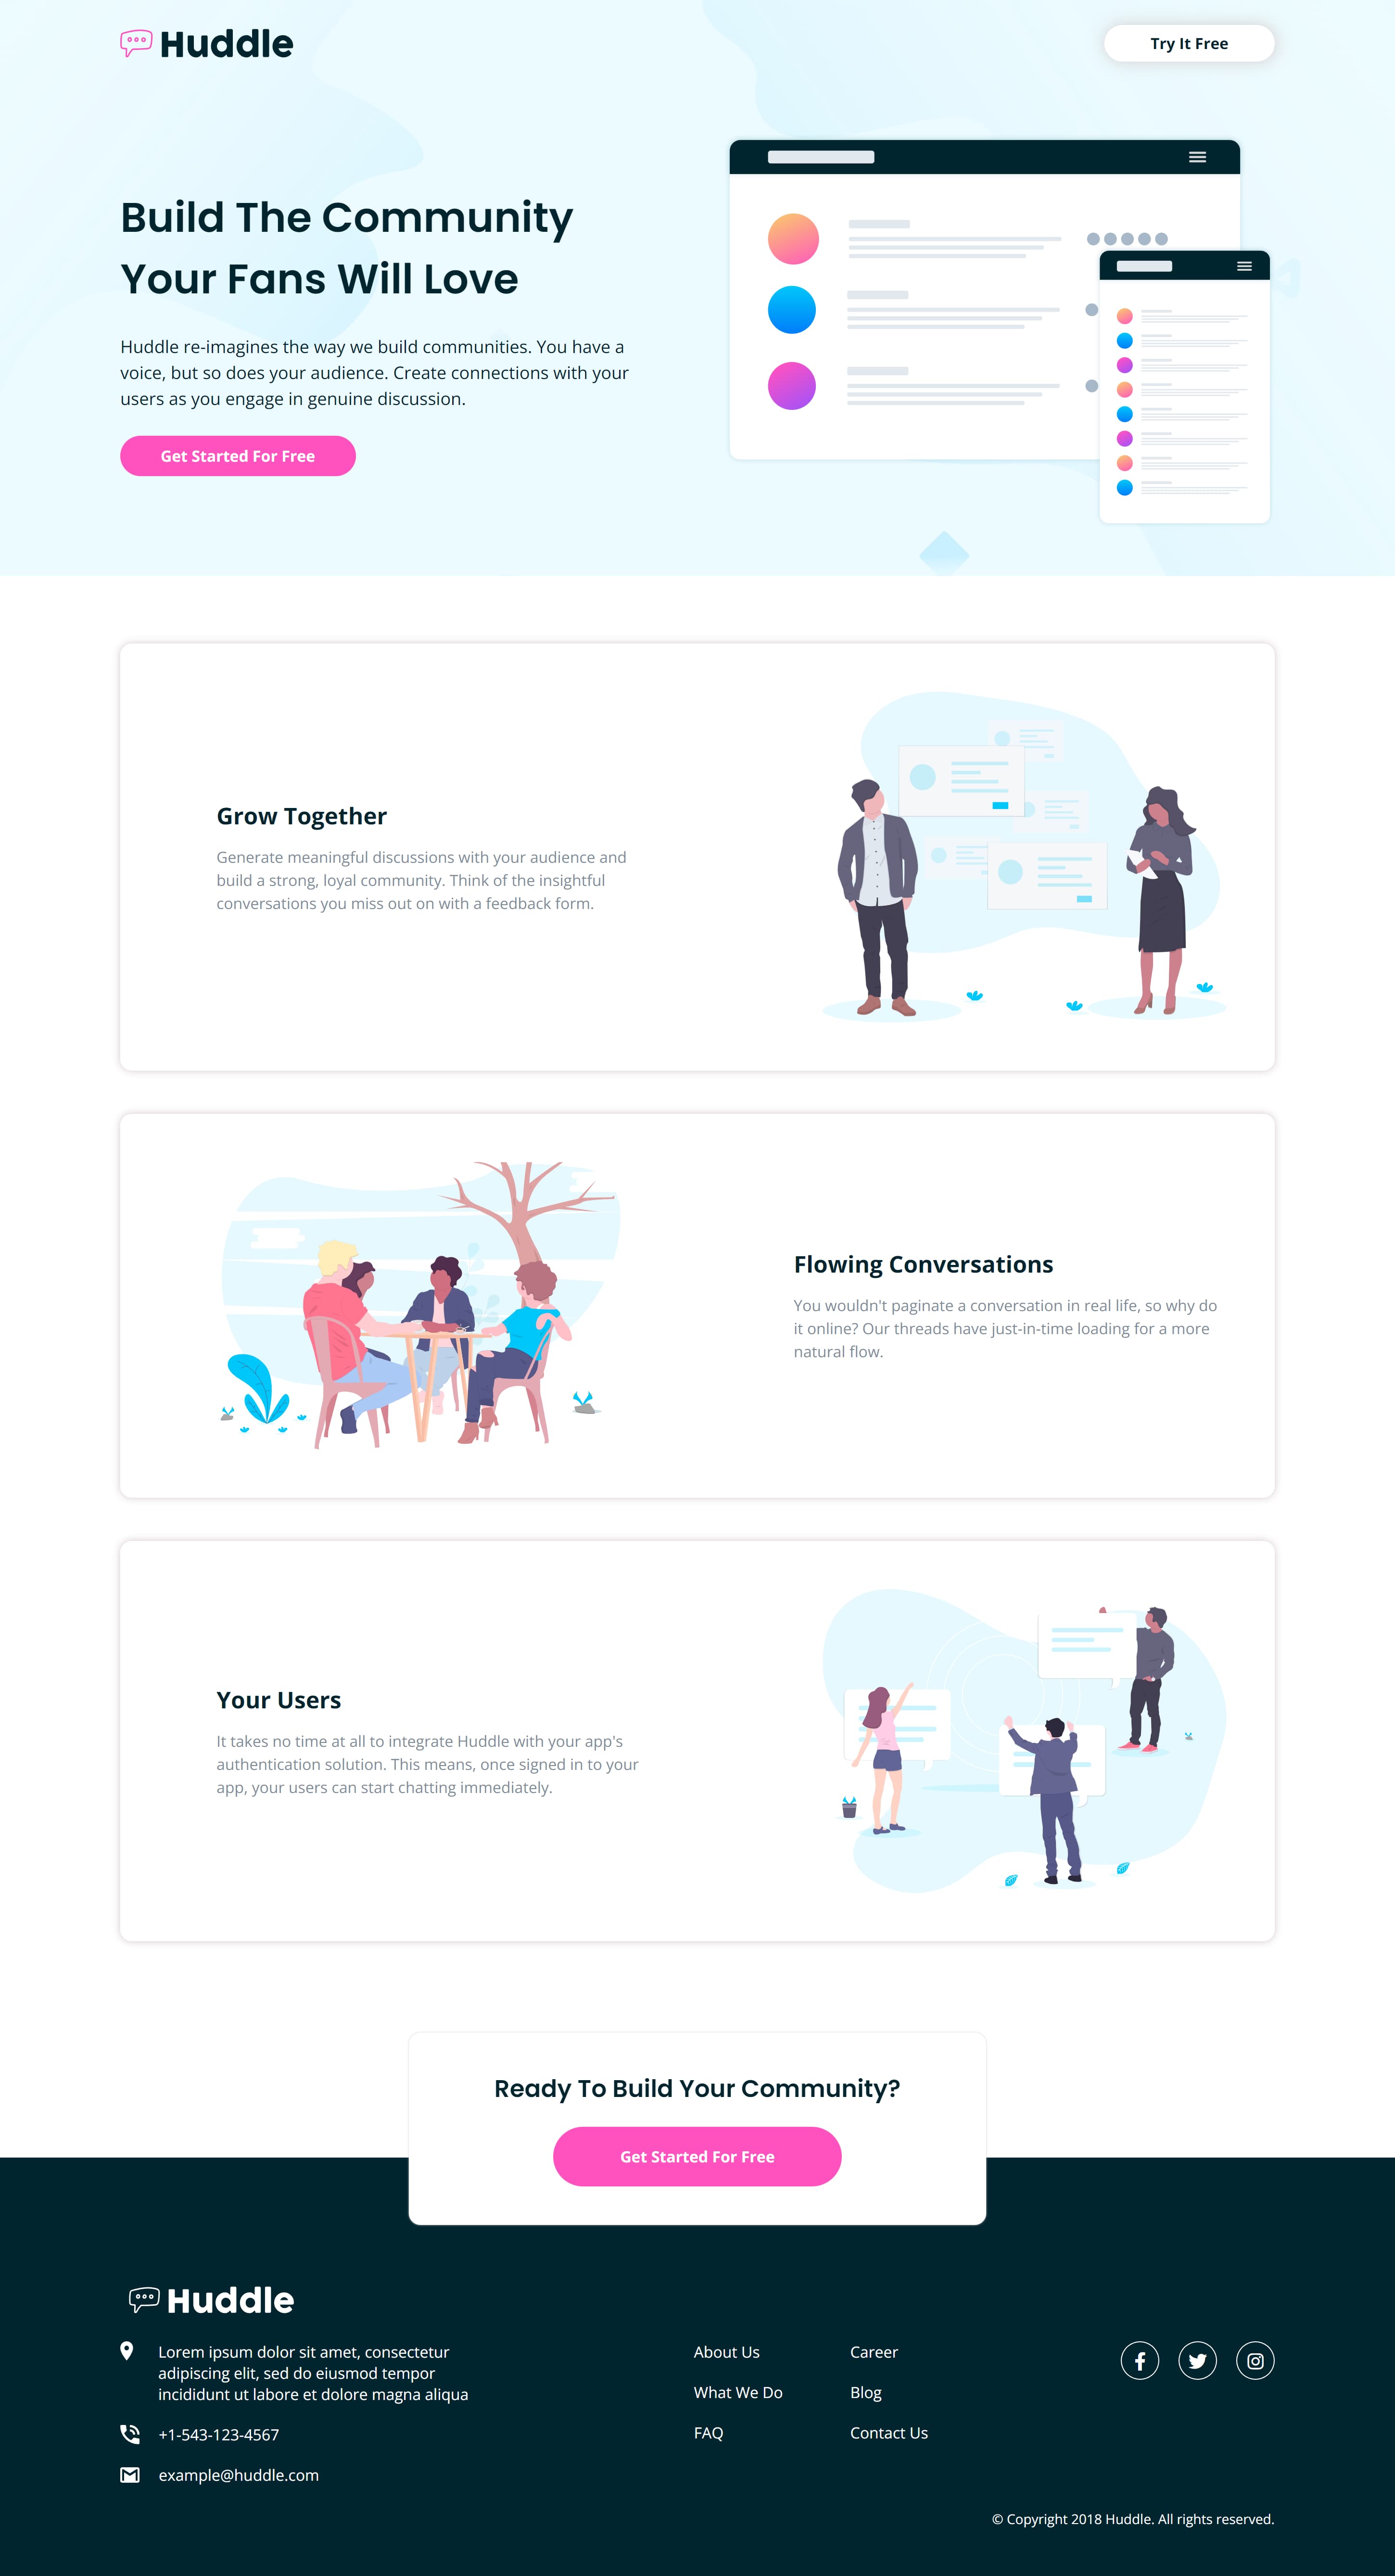 Huddle
Try It Free
Build The Community
Your Fans Will Love
Huddle re-imagines the way we build communities. You have a
voice, but so does your audience. Create connections with your
users as you engage in genuine discussion.
Get Started For Free
Grow Together
Generate meaningful discussions with your audience and
build a strong, loyal community. Think of the insightful
conversations you miss out on with a feedback form.
Flowing Conversations
You wouldn't paginate a conversation in real life, so why do
it online? Our threads have just-in-time loading for a more
natural flow.
Your Users
It takes no time at all to integrate Huddle with your app's
authentication solution. This means, once signed in to your
app, your users can start chatting immediately.
Ready To Build Your Community?
Get Started For Free
Huddle
Lorem ipsum dolor sit amet, consectetur
adipiscing elit, sed do eiusmod tempor
incididunt ut labore et dolore magna aliqua
+1-543-123-4567
example@huddle.com
About Us
What We Do
FAQ
Career
Blog
Contact Us
© Copyright 2018 Huddle. All rights reserved.